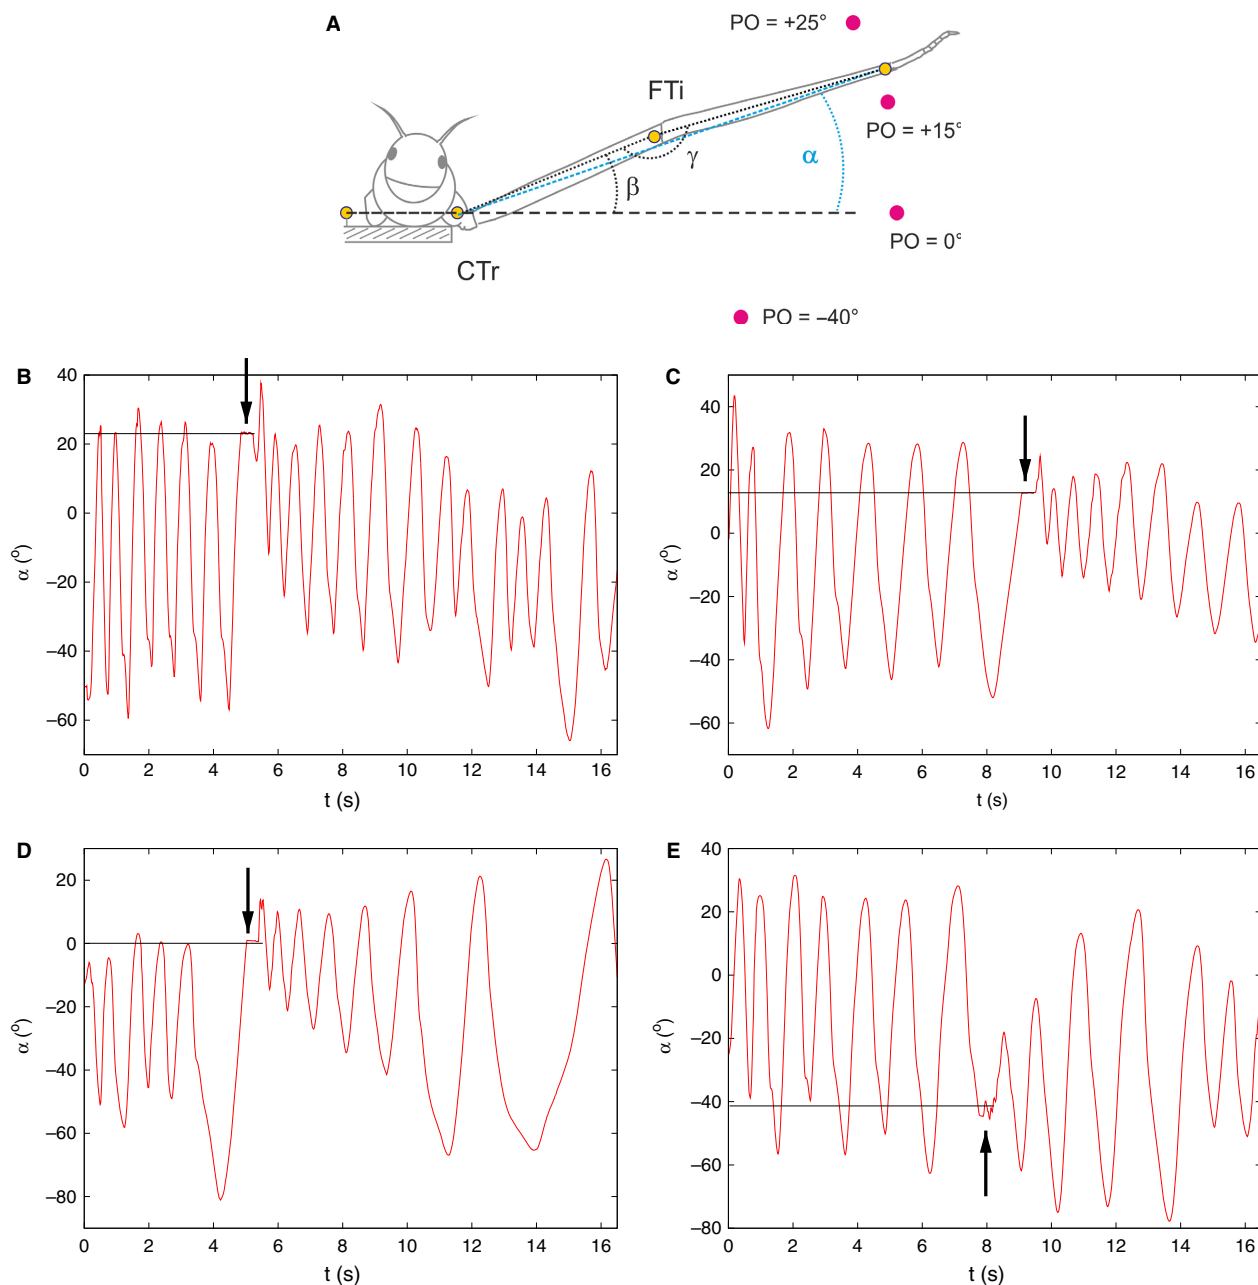 A
PO = +25°
FTi
PO = +15°
α
γ
β
PO = 0°
CTr
PO = –40°
B
40
20
0
–20
–40
–60
α (o)
0 2 4 6 8 10 12 14 16
t (s)
C
40
20
0
–20
–40
–60
α (o)
0 2 4 6 8 10 12 14 16
t (s)
D
20
0
–20
–40
–60
–80
α (o)
0 2 4 6 8 10 12 14 16
t (s)
E
40
20
0
–20
–40
–60
–80
α (o)
0 2 4 6 8 10 12 14 16
t (s)